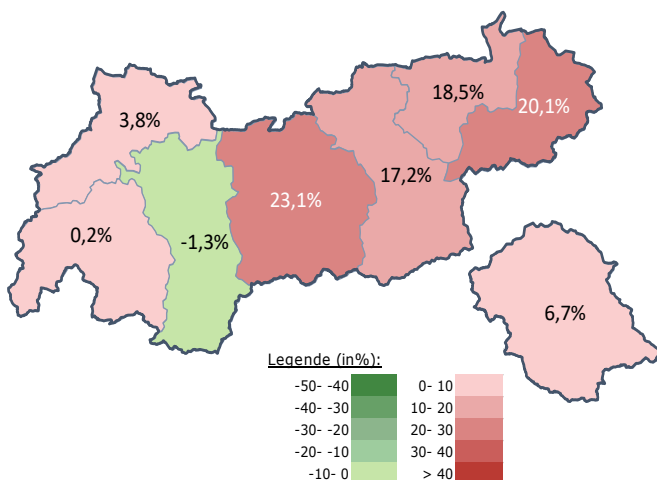 18,5%
20,1%
3,8%
17,2%
23,1%
0,2%
-1,3%
6,7%
Legende (in%):
-50- -40 0- 10
-40- -30 10- 20
-30- -20 20- 30
-20- -10 30- 40
-10- 0 > 40